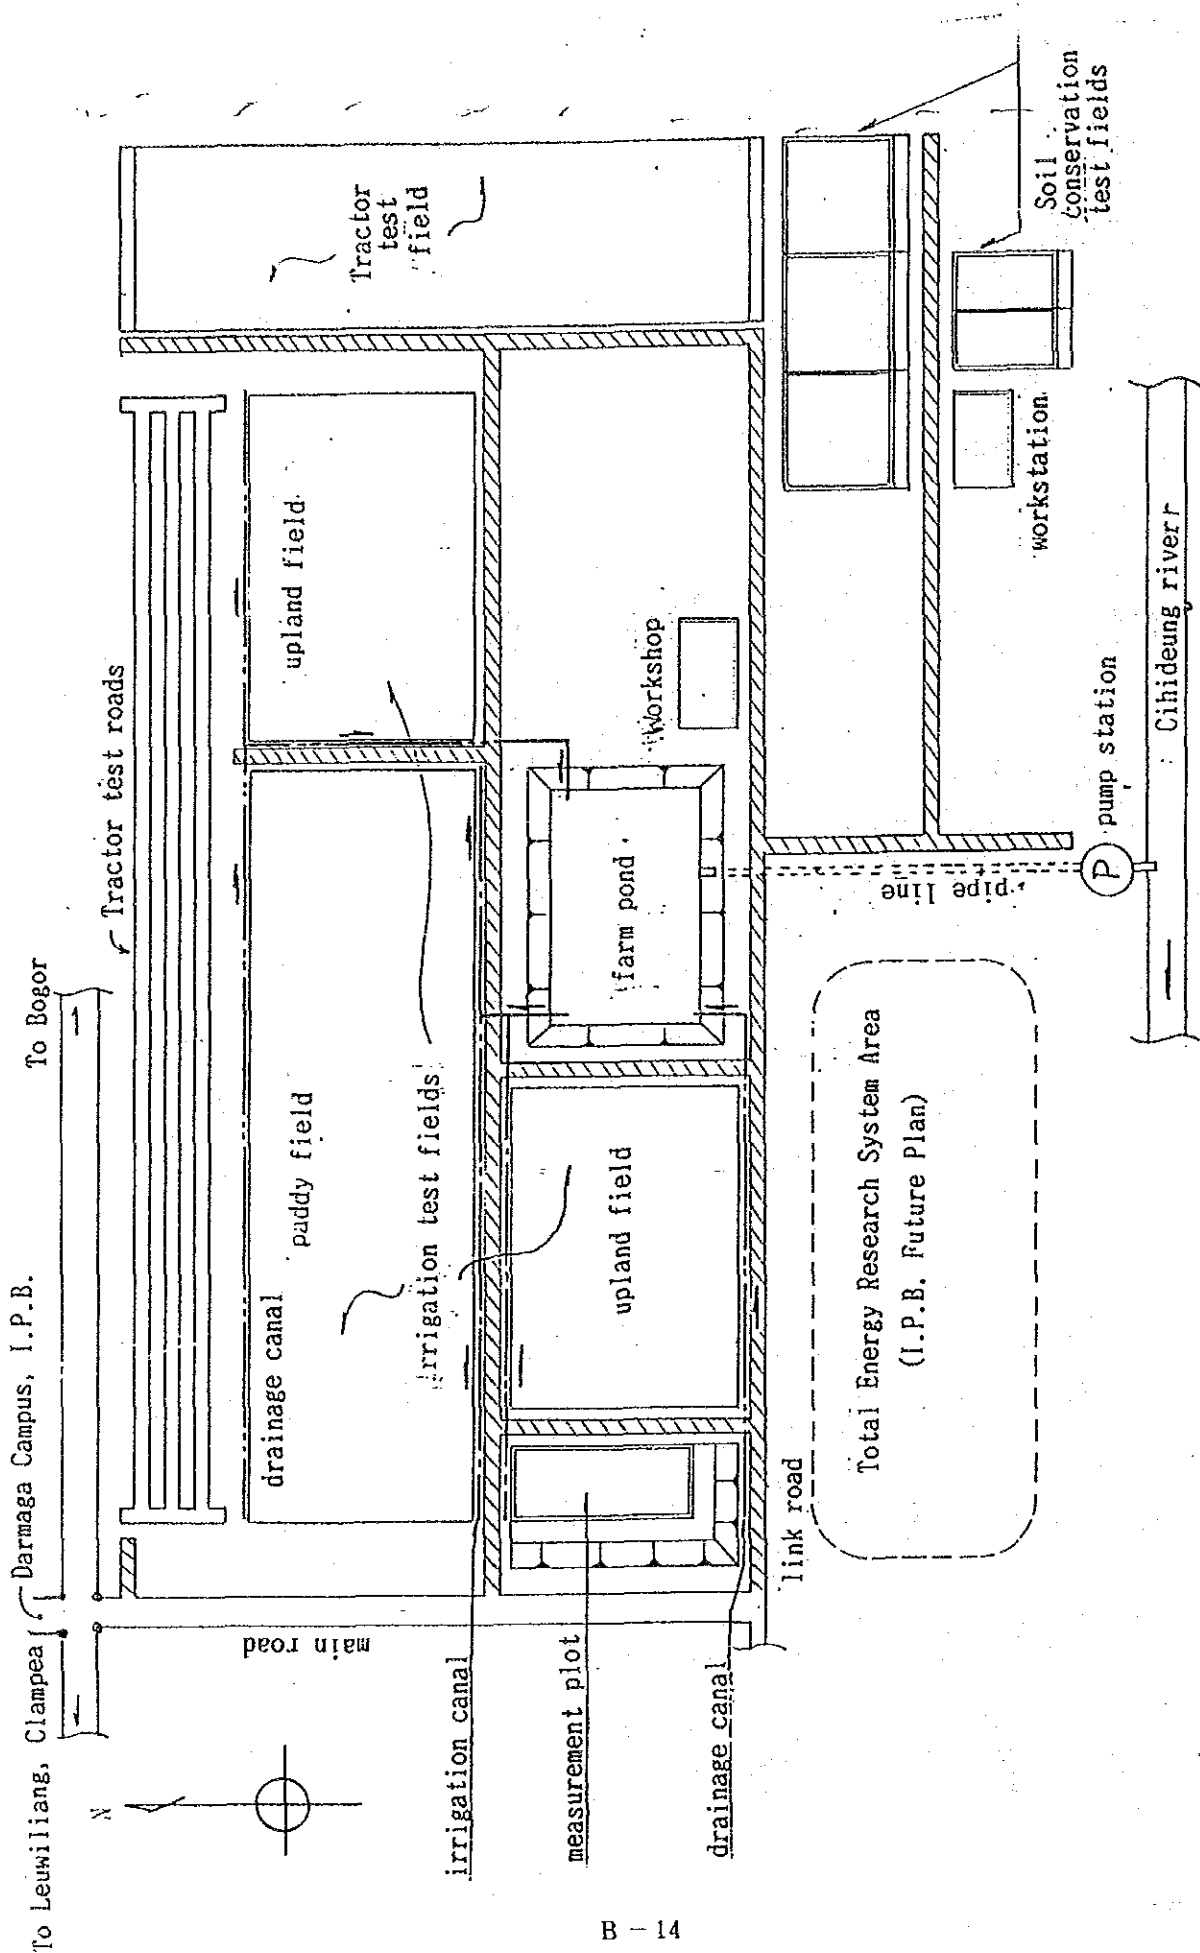 To Leuwiliang, Clampea
Darmaga Campus, I.P.B.
To Bogor
N
main road
Tractor test roads
drainage canal
paddy field
upland field
Tractor
test
field
irrigation test fields
irrigation canal
measurement plot
drainage canal
upland field
farm pond
Workshop
link road
Total Energy Research System Area
(I.P.B. Future Plan)
pipe line
P
pump station
Cihideung river
workstation
Soil
conservation
test fields
B - 14